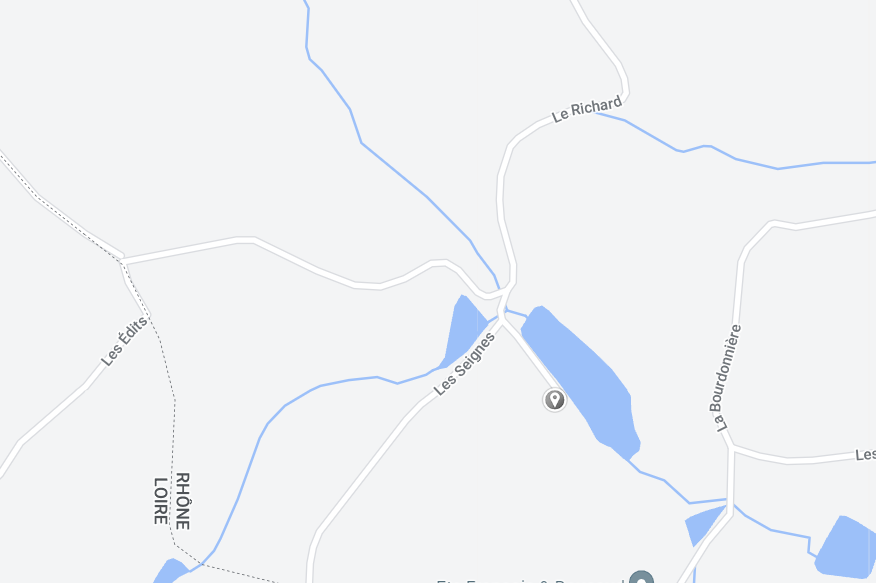 Le Richard
La Bourdonnière
Les Édits
Les Seignes
Les
RHÔNE
LOIRE